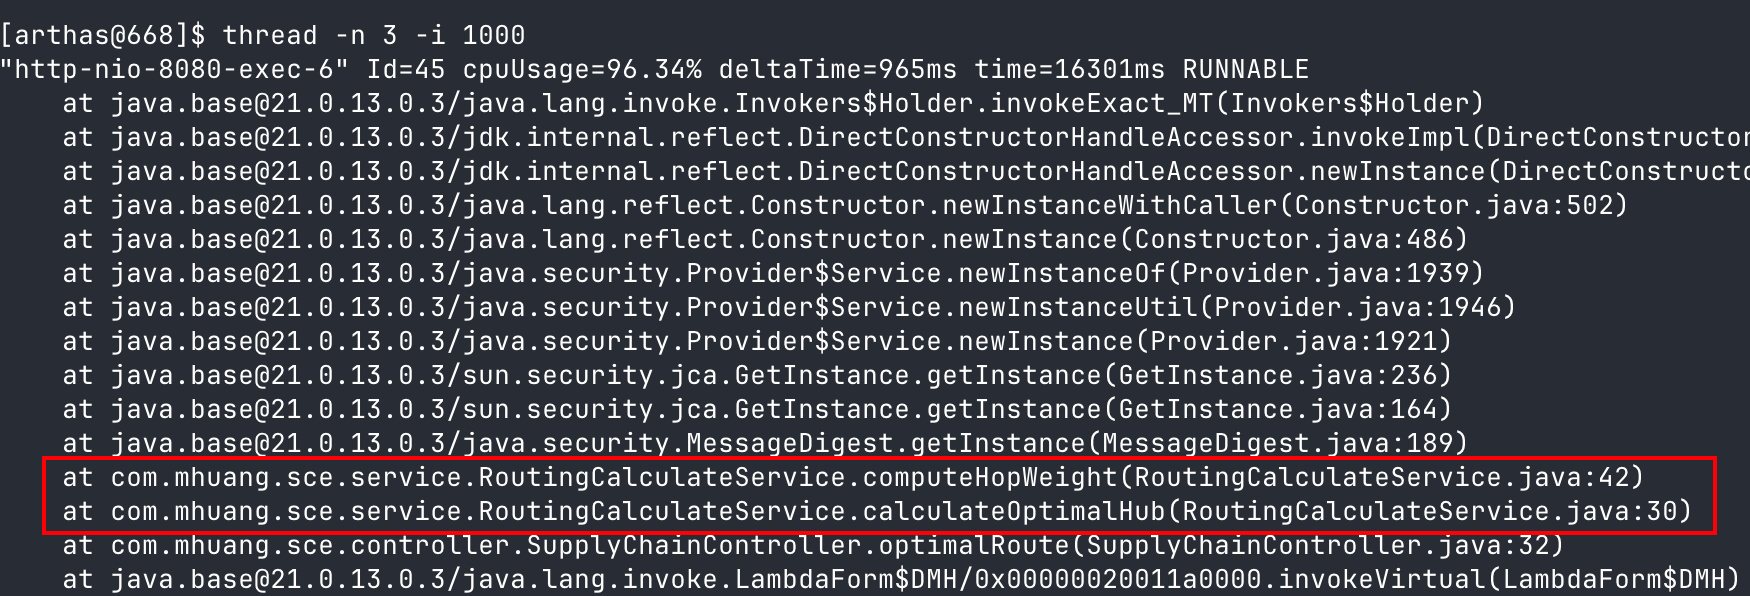 [arthas@668]$ thread -n 3 -i 1000
"http-nio-8080-exec-6" Id=45 cpuUsage=96.34% deltaTime=965ms time=16301ms RUNNABLE
    at java.base@21.0.13.0.3/java.lang.invoke.Invokers$Holder.invokeExact_MT(Invokers$Holder)
    at java.base@21.0.13.0.3/jdk.internal.reflect.DirectConstructorHandleAccessor.invokeImpl(DirectConstructor
    at java.base@21.0.13.0.3/jdk.internal.reflect.DirectConstructorHandleAccessor.newInstance(DirectConstructo
    at java.base@21.0.13.0.3/java.lang.reflect.Constructor.newInstanceWithCaller(Constructor.java:502)
    at java.base@21.0.13.0.3/java.lang.reflect.Constructor.newInstance(Constructor.java:486)
    at java.base@21.0.13.0.3/java.security.Provider$Service.newInstanceOf(Provider.java:1939)
    at java.base@21.0.13.0.3/java.security.Provider$Service.newInstanceUtil(Provider.java:1946)
    at java.base@21.0.13.0.3/java.security.Provider$Service.newInstance(Provider.java:1921)
    at java.base@21.0.13.0.3/sun.security.jca.GetInstance.getInstance(GetInstance.java:236)
    at java.base@21.0.13.0.3/sun.security.jca.GetInstance.getInstance(GetInstance.java:164)
    at java.base@21.0.13.0.3/java.security.MessageDigest.getInstance(MessageDigest.java:189)
    at com.mhuang.sce.service.RoutingCalculateService.computeHopWeight(RoutingCalculateService.java:42)
    at com.mhuang.sce.service.RoutingCalculateService.calculateOptimalHub(RoutingCalculateService.java:30)
    at com.mhuang.sce.controller.SupplyChainController.optimalRoute(SupplyChainController.java:32)
    at java.base@21.0.13.0.3/java.lang.invoke.LambdaForm$DMH/0x00000020011a0000.invokeVirtual(LambdaForm$DMH)